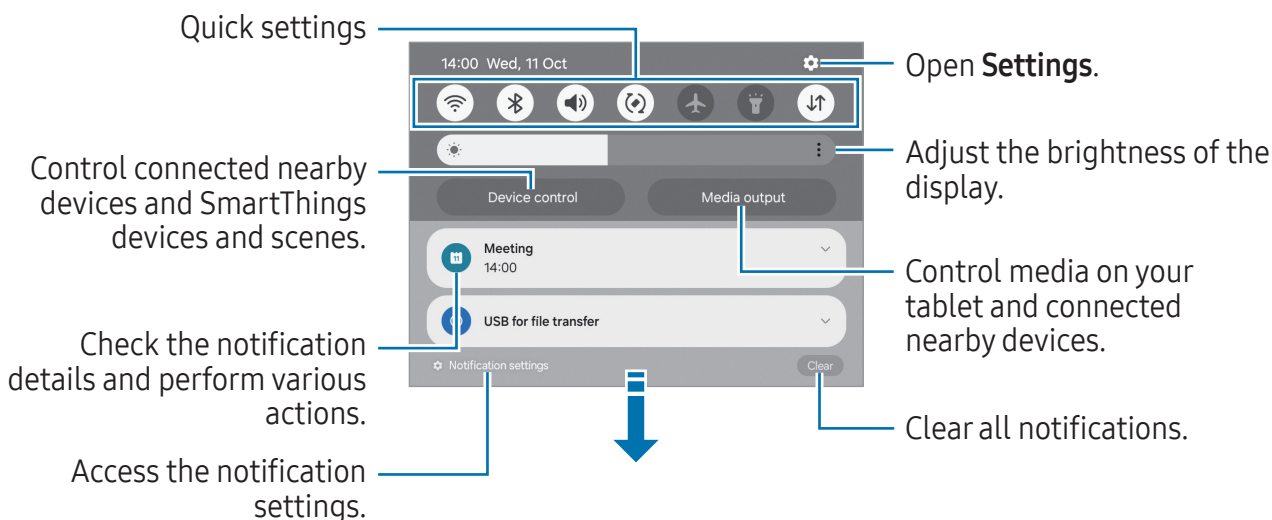 Quick settings
14:00 Wed, 11 Oct
Open Settings.
Control connected nearby
devices and SmartThings
devices and scenes.
Adjust the brightness of the
display.
Device control
Media output
Meeting
14:00
11
USB for file transfer
Control media on your
tablet and connected
nearby devices.
Check the notification
details and perform various
actions.
Notification settings
Clear
Clear all notifications.
Access the notification
settings.